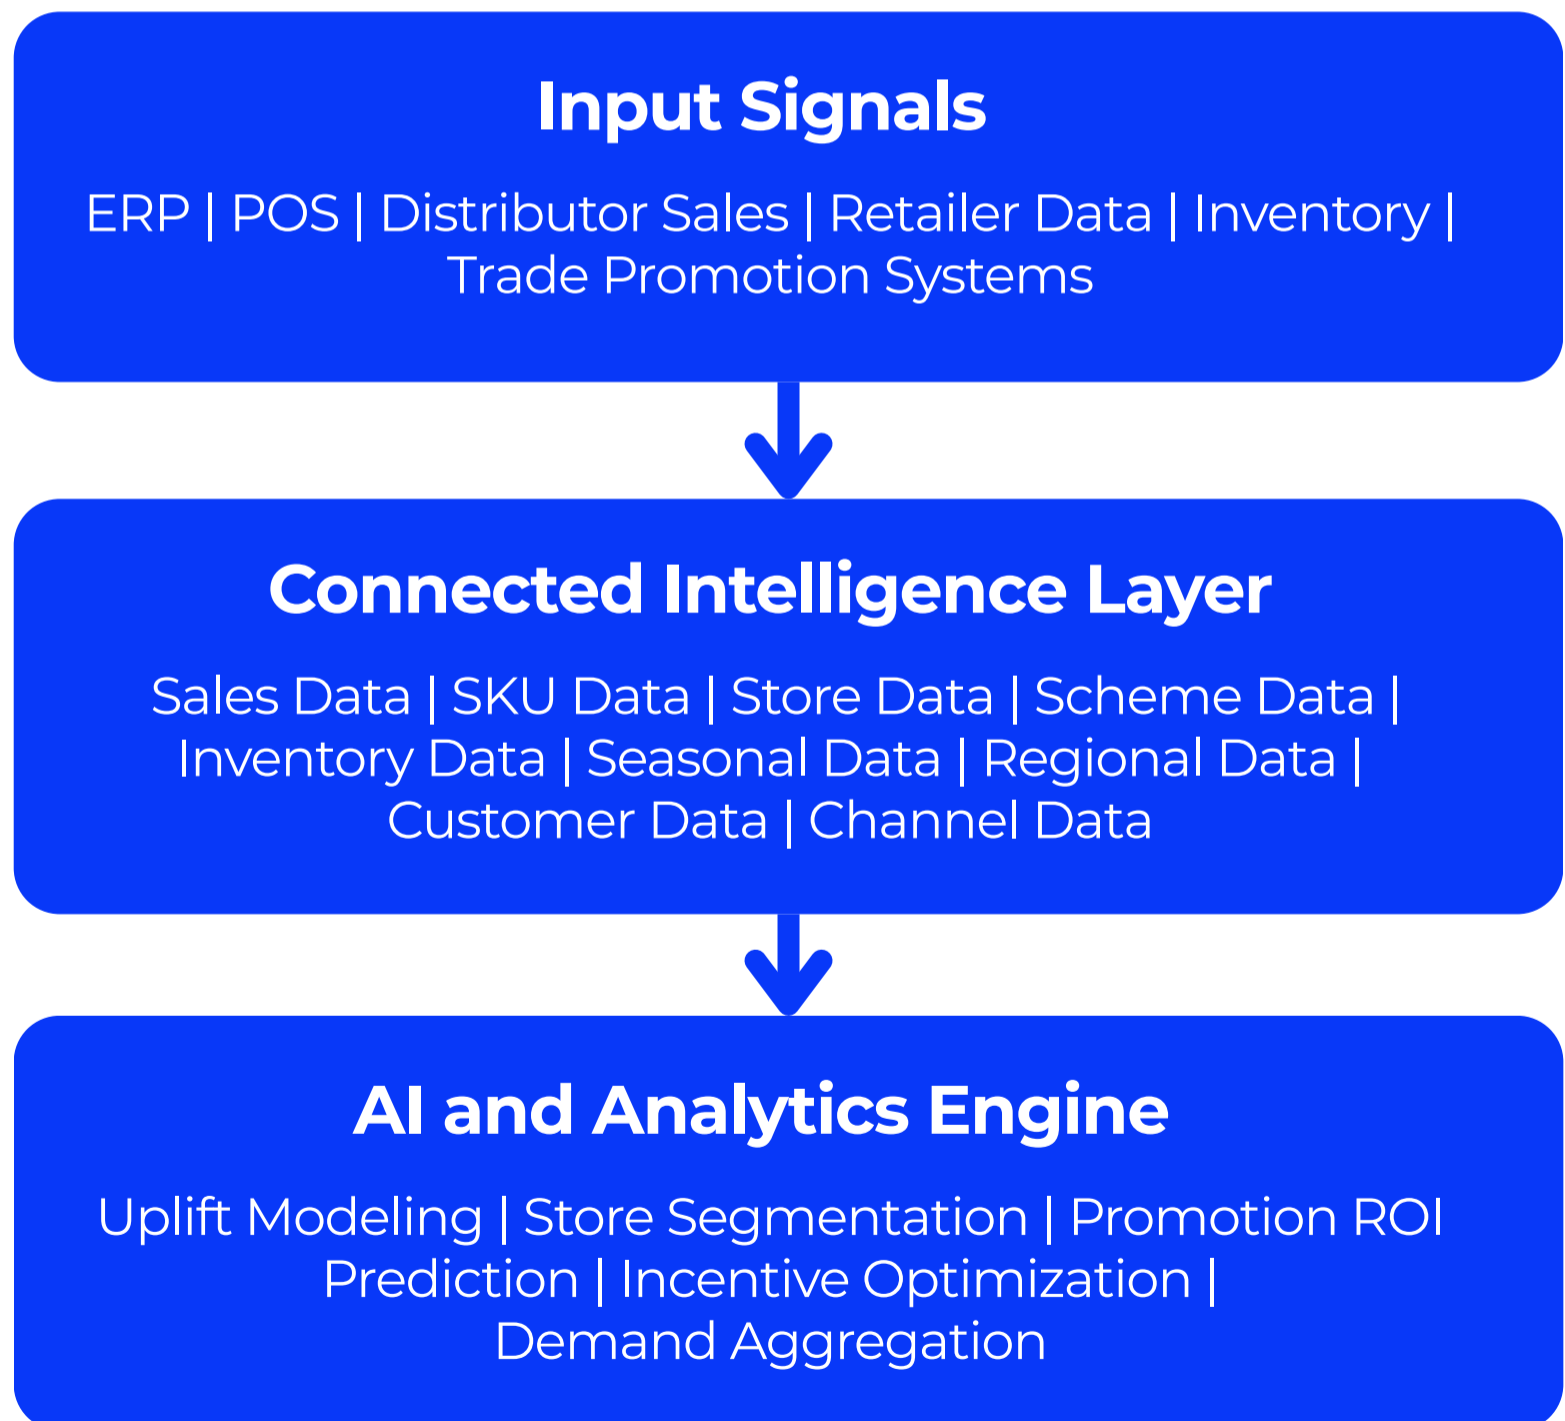 Input Signals
ERP | POS | Distributor Sales | Retailer Data | Inventory |
Trade Promotion Systems
Connected Intelligence Layer
Sales Data | SKU Data | Store Data | Scheme Data |
Inventory Data | Seasonal Data | Regional Data |
Customer Data | Channel Data
AI and Analytics Engine
Uplift Modeling | Store Segmentation | Promotion ROI
Prediction | Incentive Optimization |
Demand Aggregation